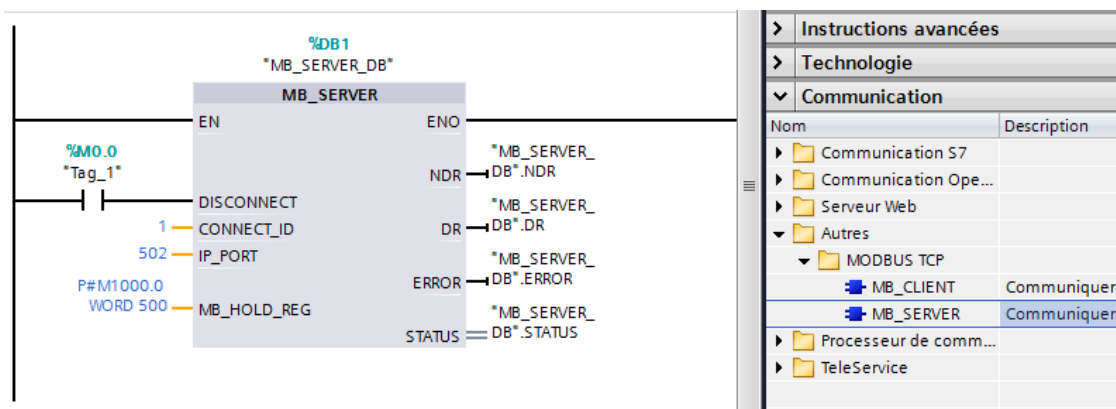 %DB1
"MB_SERVER_DB"
MB_SERVER
EN
ENO
%M0.0
"Tag_1"
"MB_SERVER_
DB".NDR
NDR
DISCONNECT
"MB_SERVER_
DB".DR
1
CONNECT_ID
DR
502
IP_PORT
"MB_SERVER_
DB".ERROR
P#M1000.0
WORD 500
ERROR
MB_HOLD_REG
"MB_SERVER_
DB".STATUS
STATUS
Instructions avancées
Technologie
Communication
Nom
Description
Communication S7
Communication Ope...
Serveur Web
Autres
MODBUS TCP
MB_CLIENT
Communiquer
MB_SERVER
Communiquer
Processeur de comm...
TeleService